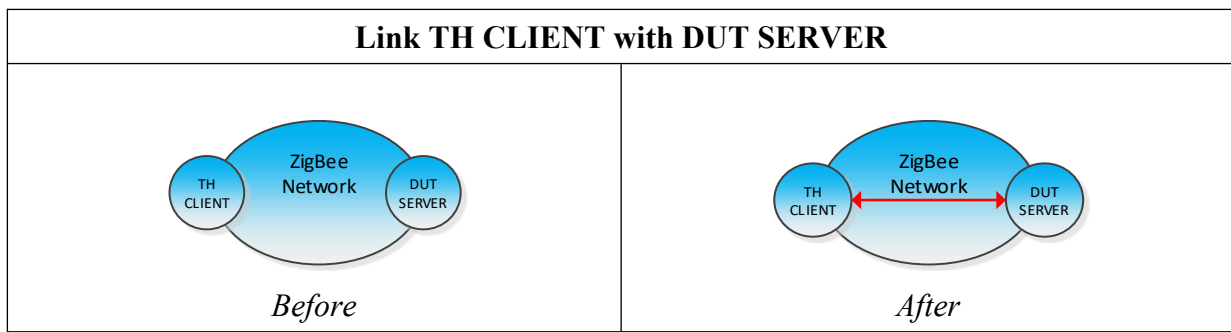 Link TH CLIENT with DUT SERVER
ZigBee
Network
TH
CLIENT
DUT
SERVER
Before
ZigBee
Network
TH
CLIENT
DUT
SERVER
After